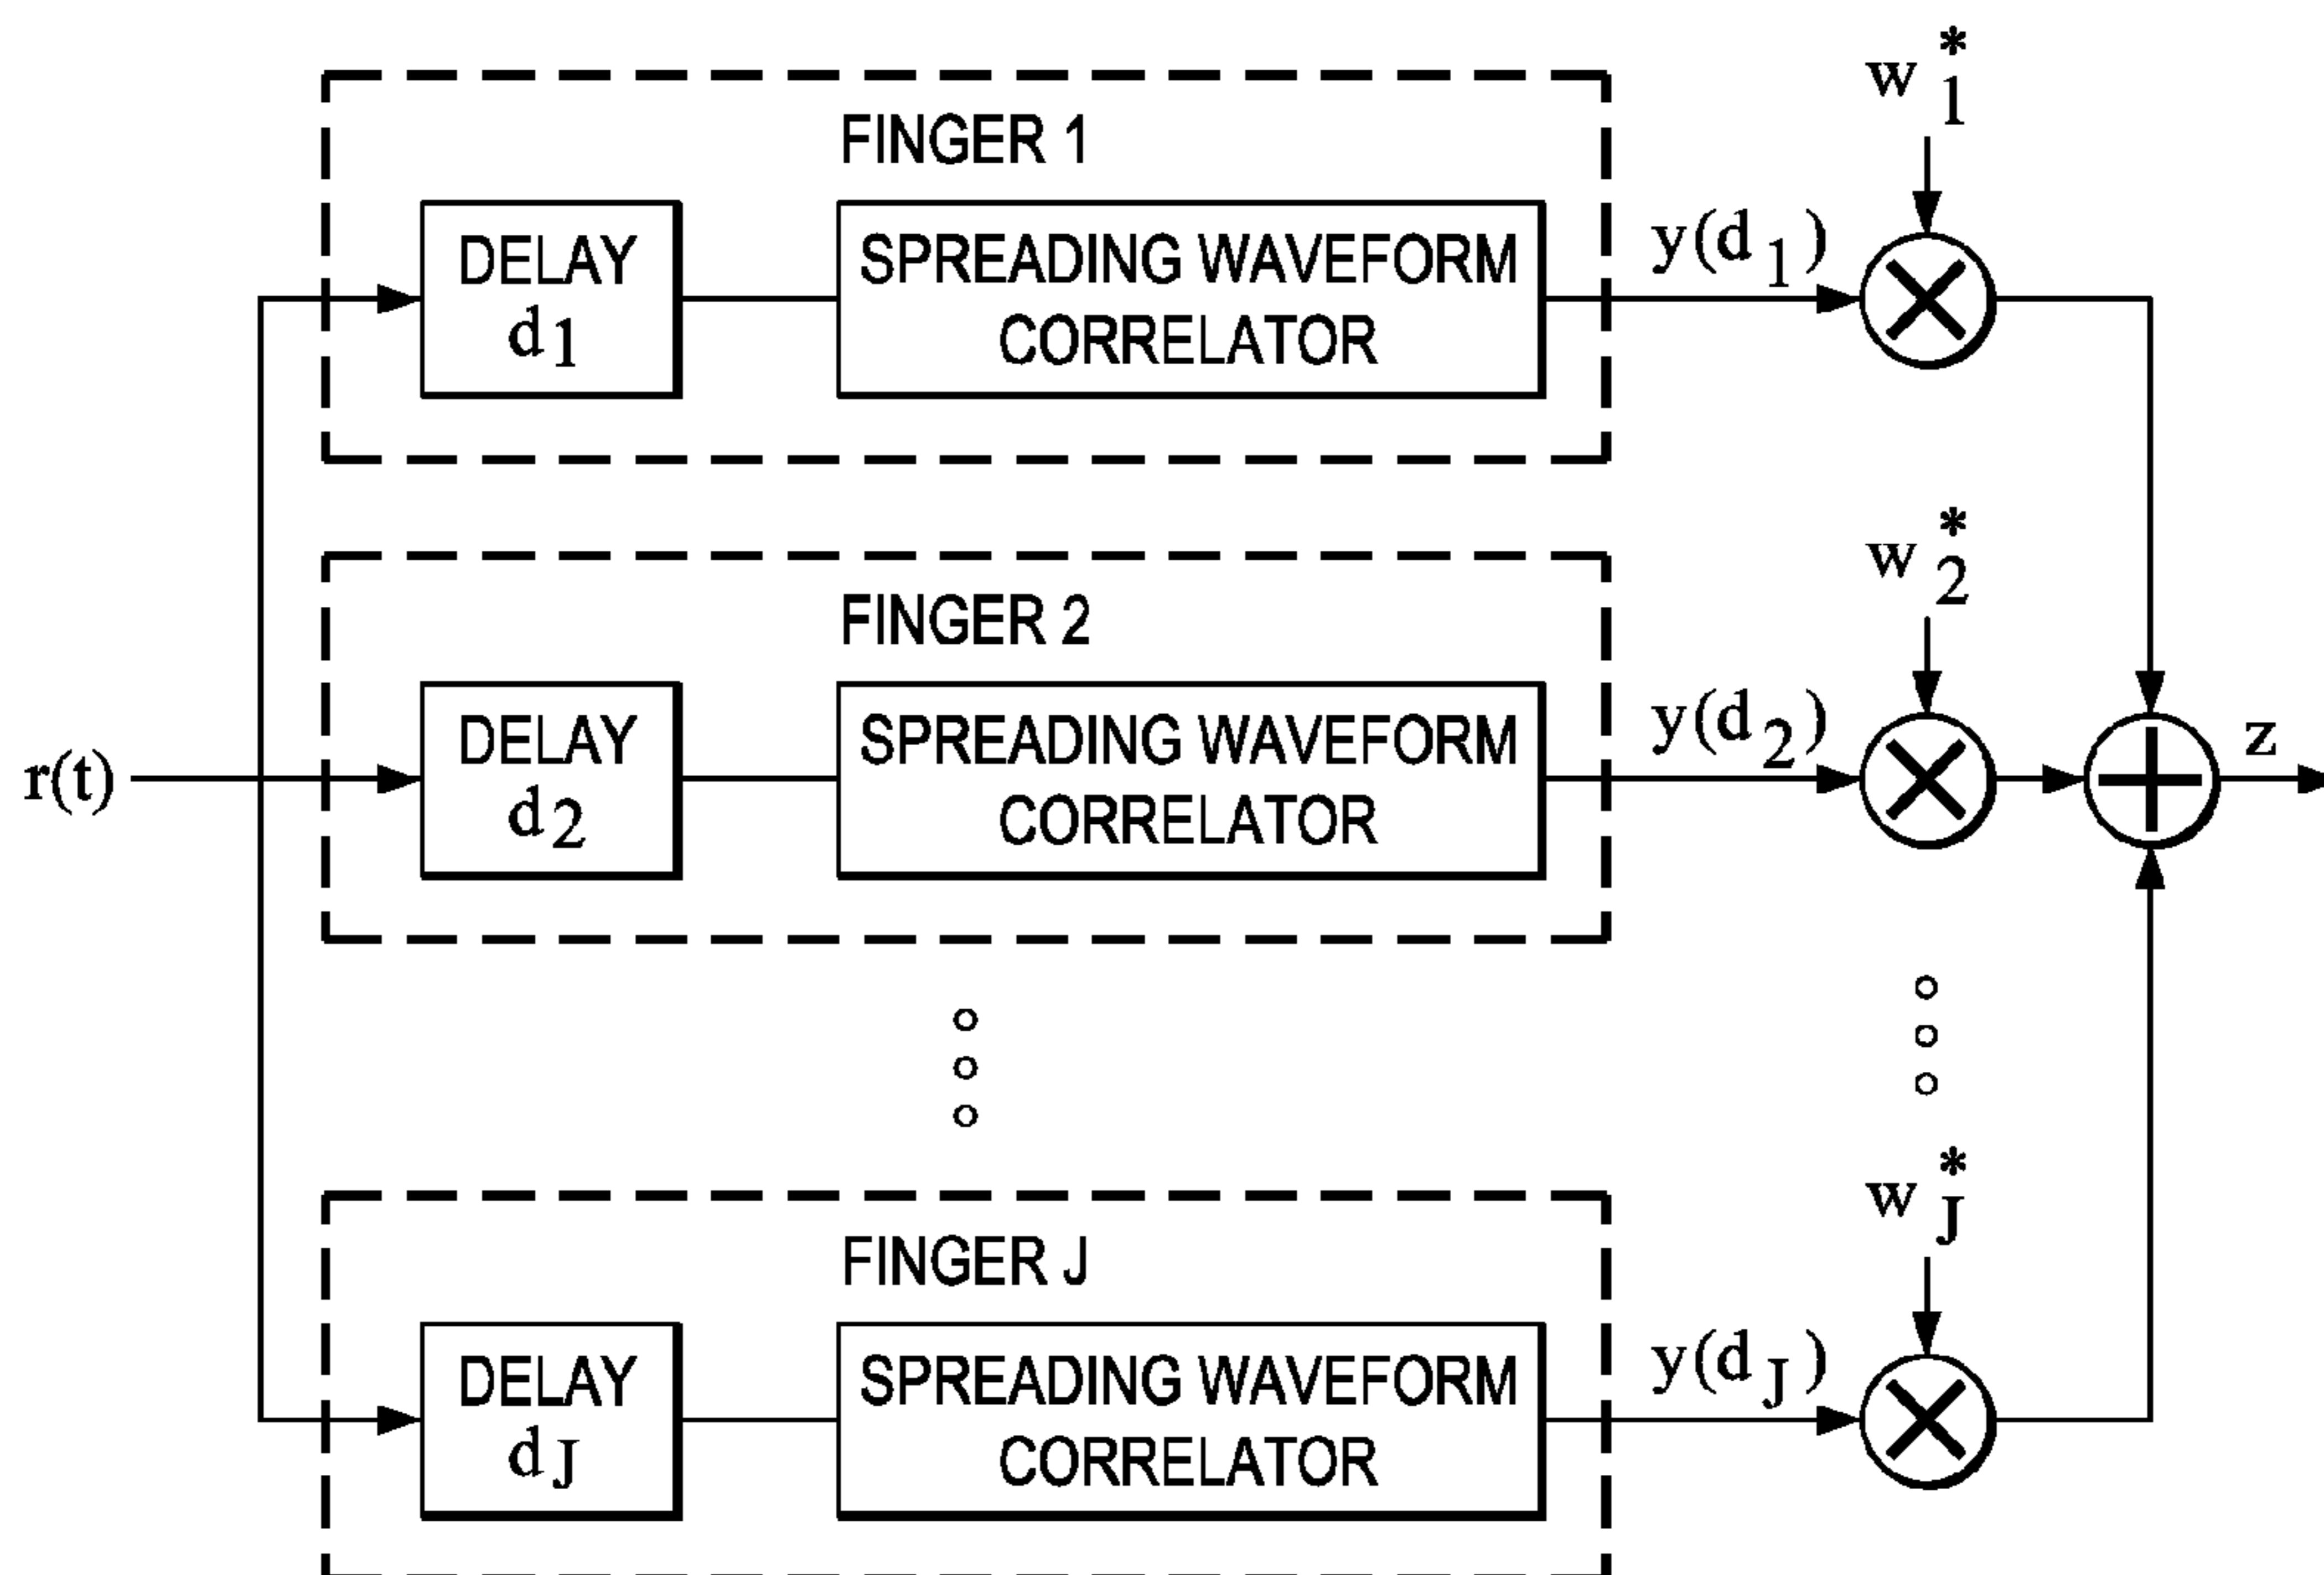 w*1
FINGER 1
DELAY
d1
SPREADING WAVEFORM
CORRELATOR
y(d1)
w*2
FINGER 2
r(t)
DELAY
d2
SPREADING WAVEFORM
CORRELATOR
y(d2)
z
w*J
FINGER J
DELAY
dJ
SPREADING WAVEFORM
CORRELATOR
y(dJ)